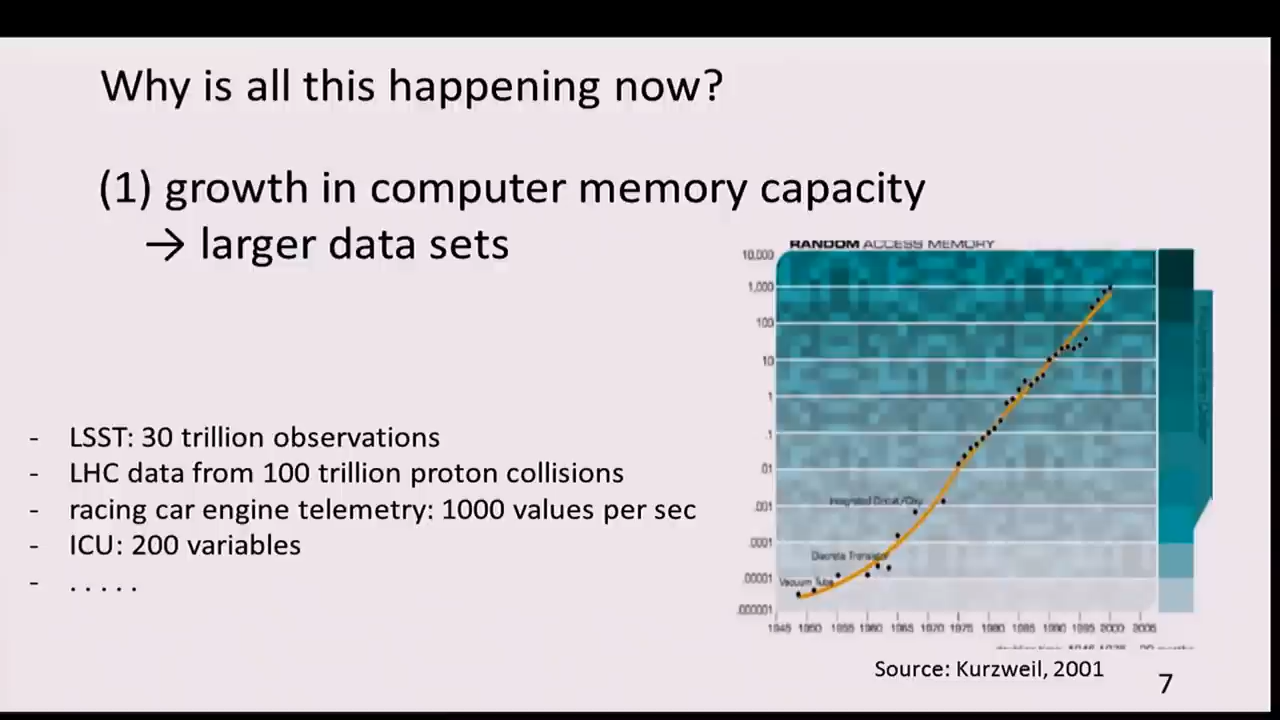 Why is all this happening now?
(1) growth in computer memory capacity
→ larger data sets
- LSST: 30 trillion observations
- LHC data from 100 trillion proton collisions
- racing car engine telemetry: 1000 values per sec
- ICU: 200 variables
- . . . . .
RANDOM ACCESS MEMORY
10,000
1,000
100
10
1
.1
.01
.001
.0001
.00001
.000001
Integrated Circuit
Discrete Transistor
Vacuum Tube
1945 1950 1955 1960 1965 1970 1975 1980 1985 1990 1995 2000 2005
Source: Kurzweil, 2001
7